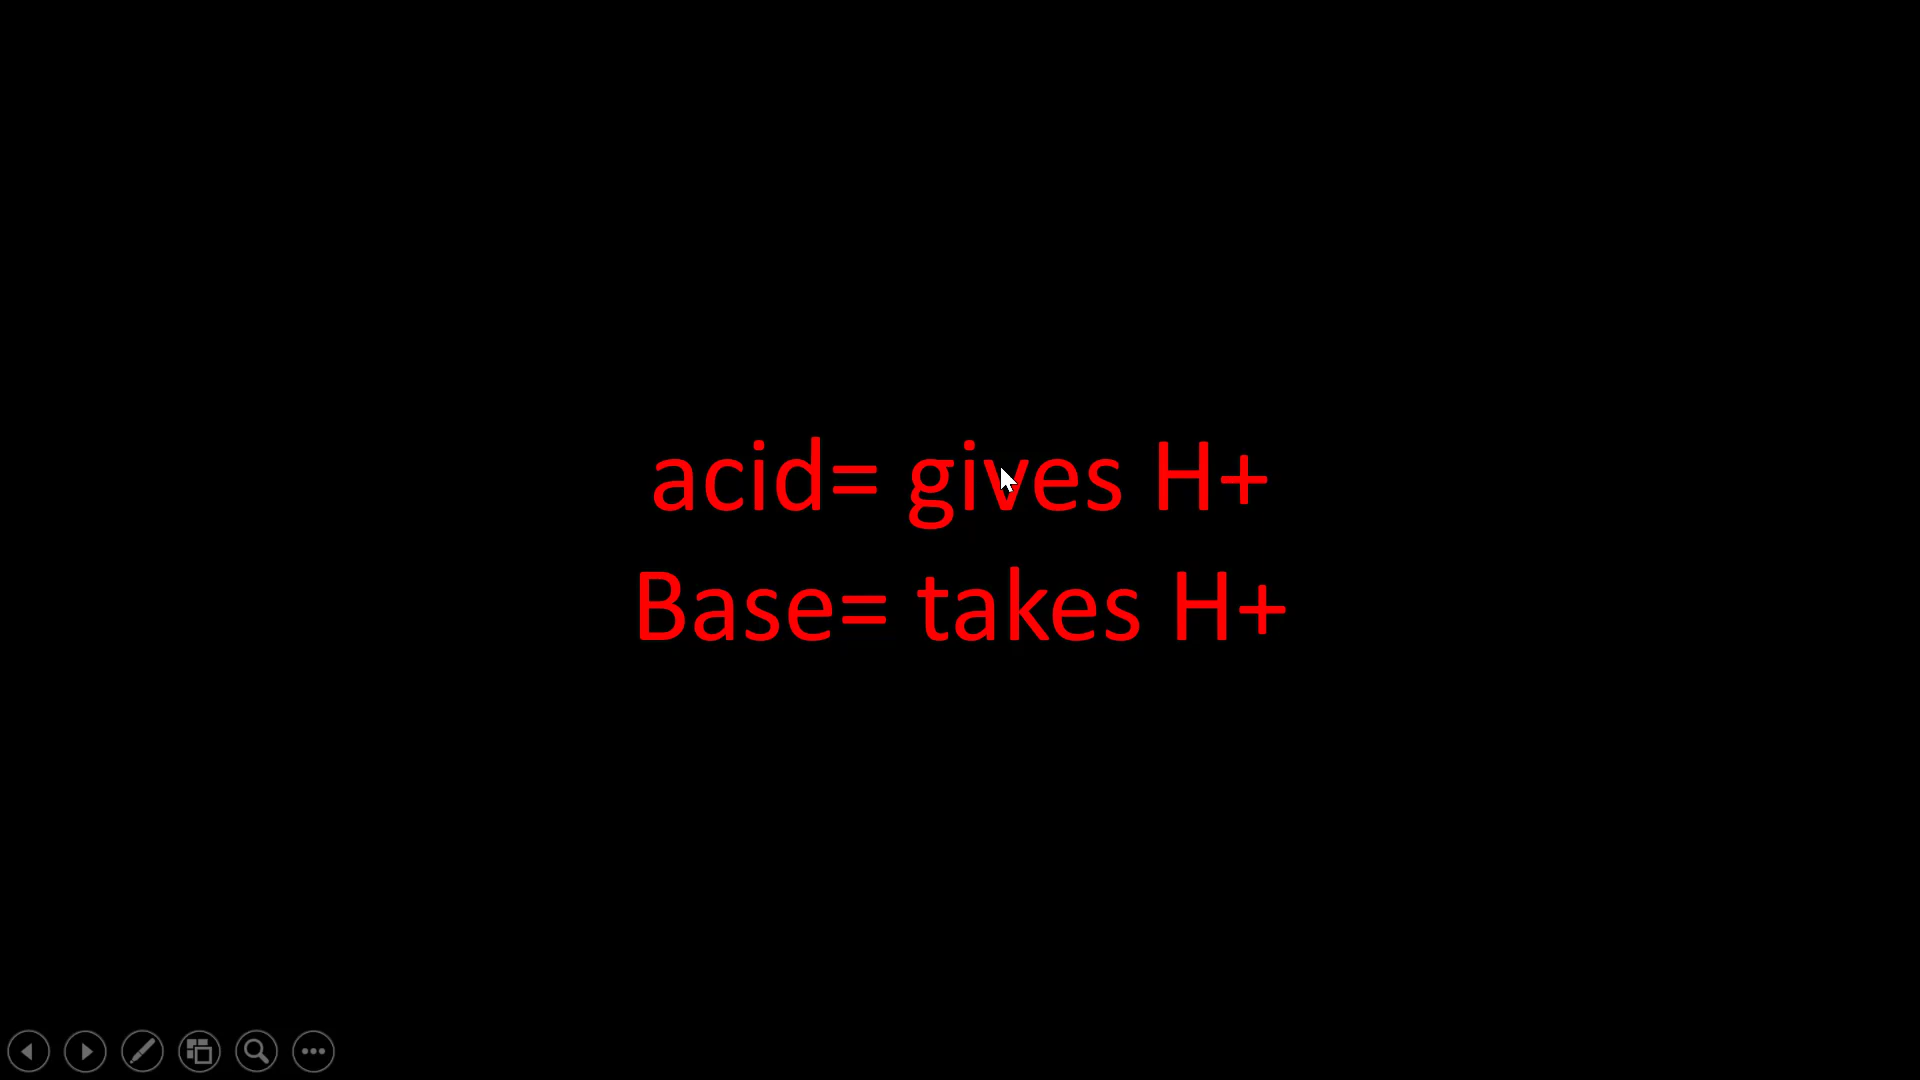 acid= gives H+
Base= takes H+